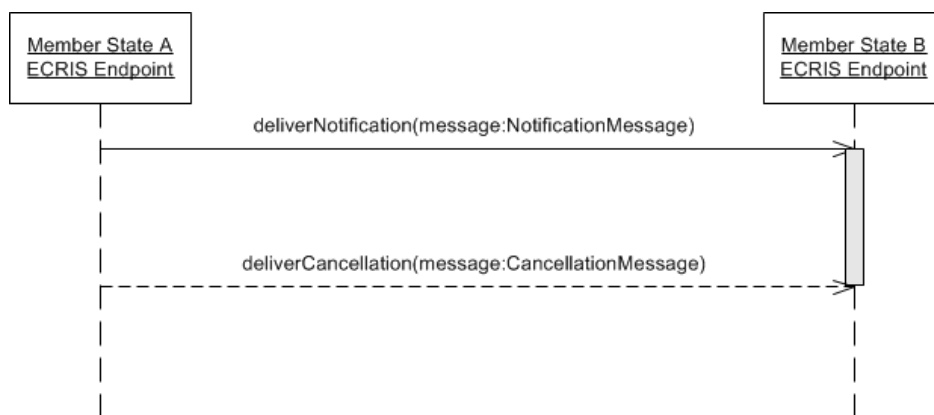 Member State A
ECRIS Endpoint
Member State B
ECRIS Endpoint
deliverNotification(message:NotificationMessage)
deliverCancellation(message:CancellationMessage)